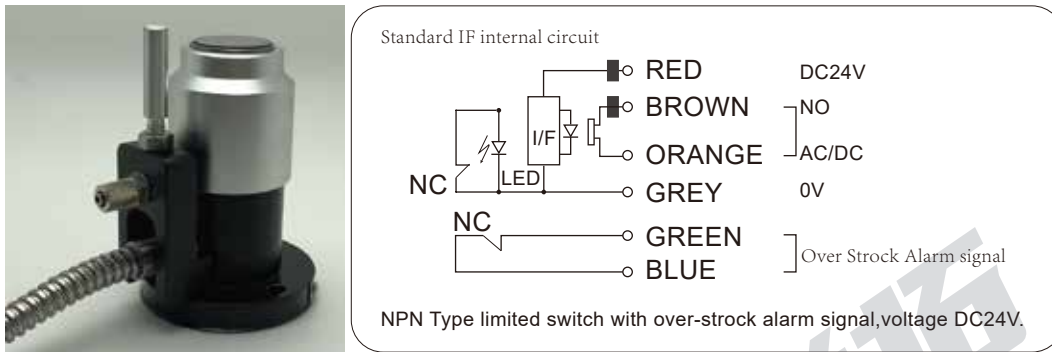 Standard IF internal circuit
RED DC24V
BROWN NO
I/F
ORANGE AC/DC
NC LED GREY 0V
NC
GREEN
Over Strock Alarm signal
BLUE
NPN Type limited switch with over-strock alarm signal,voltage DC24V.
拓